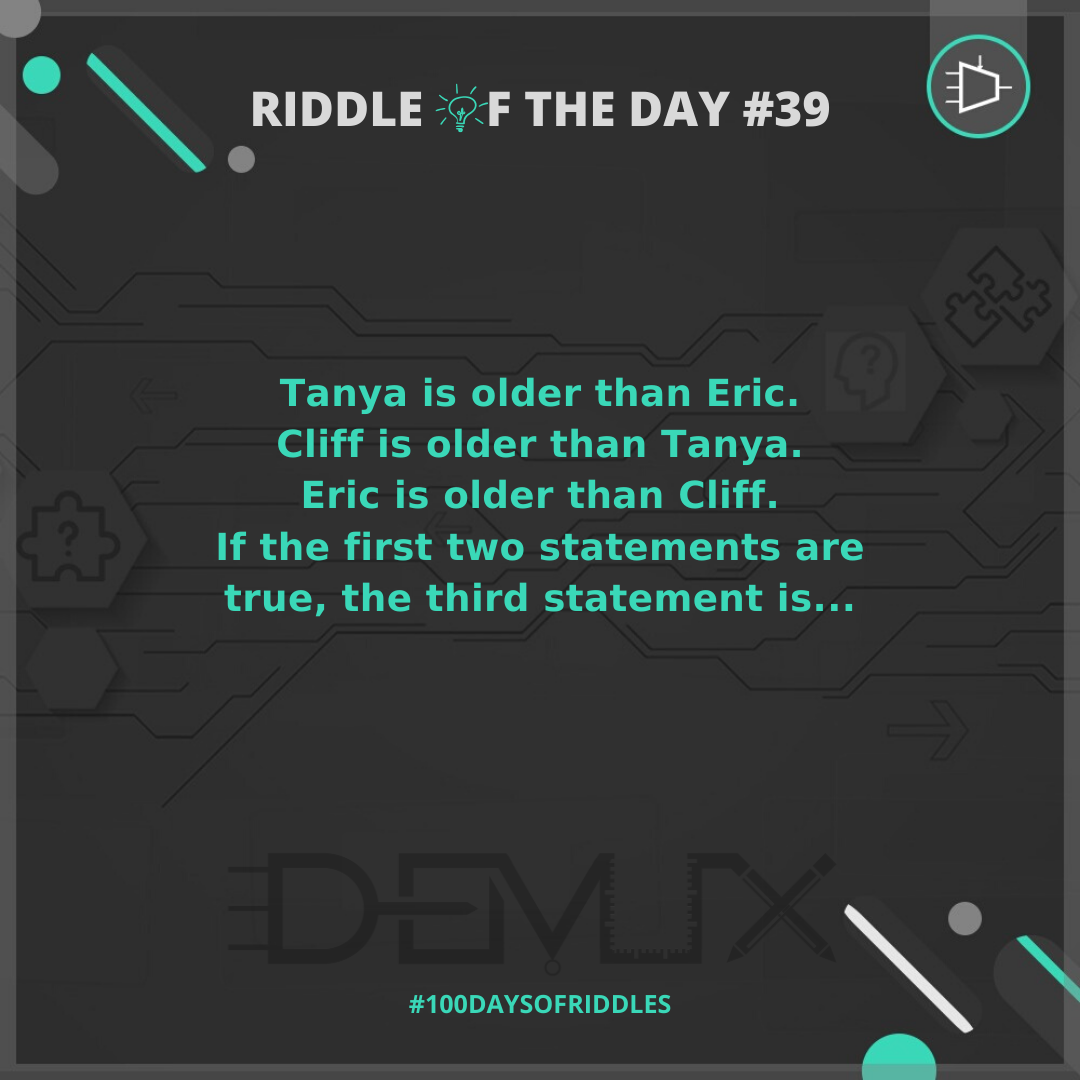 RIDDLE OF THE DAY #39
Tanya is older than Eric.
Cliff is older than Tanya.
Eric is older than Cliff.
If the first two statements are
true, the third statement is...
DEMUX
#100DAYSOFRIDDLES